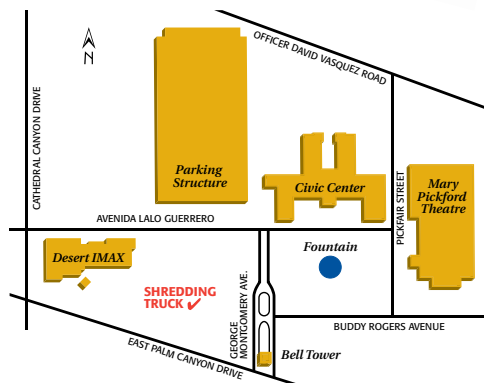 N
OFFICER DAVID VASQUEZ ROAD
CATHEDRAL CANYON DRIVE
Parking
Structure
Civic Center
PICKFAIR STREET
Mary
Pickford
Theatre
AVENIDA LALO GUERRERO
Desert IMAX
Fountain
SHREDDING
TRUCK ✓
GEORGE
MONTGOMERY AVE.
BUDDY ROGERS AVENUE
EAST PALM CANYON DRIVE
Bell Tower